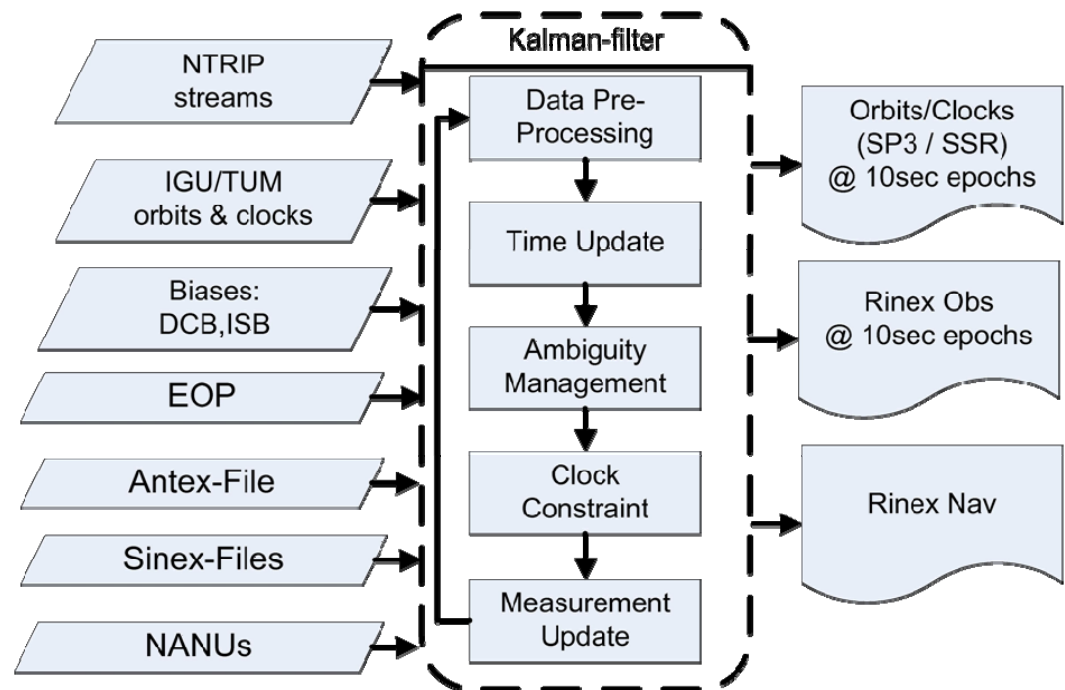 Kalman-filter
NTRIP
streams
IGU/TUM
orbits & clocks
Biases:
DCB,ISB
EOP
Antex-File
Sinex-Files
NANUs
Data Pre-
Processing
Time Update
Ambiguity
Management
Clock
Constraint
Measurement
Update
Orbits/Clocks
(SP3 / SSR)
@ 10sec epochs
Rinex Obs
@ 10sec epochs
Rinex Nav